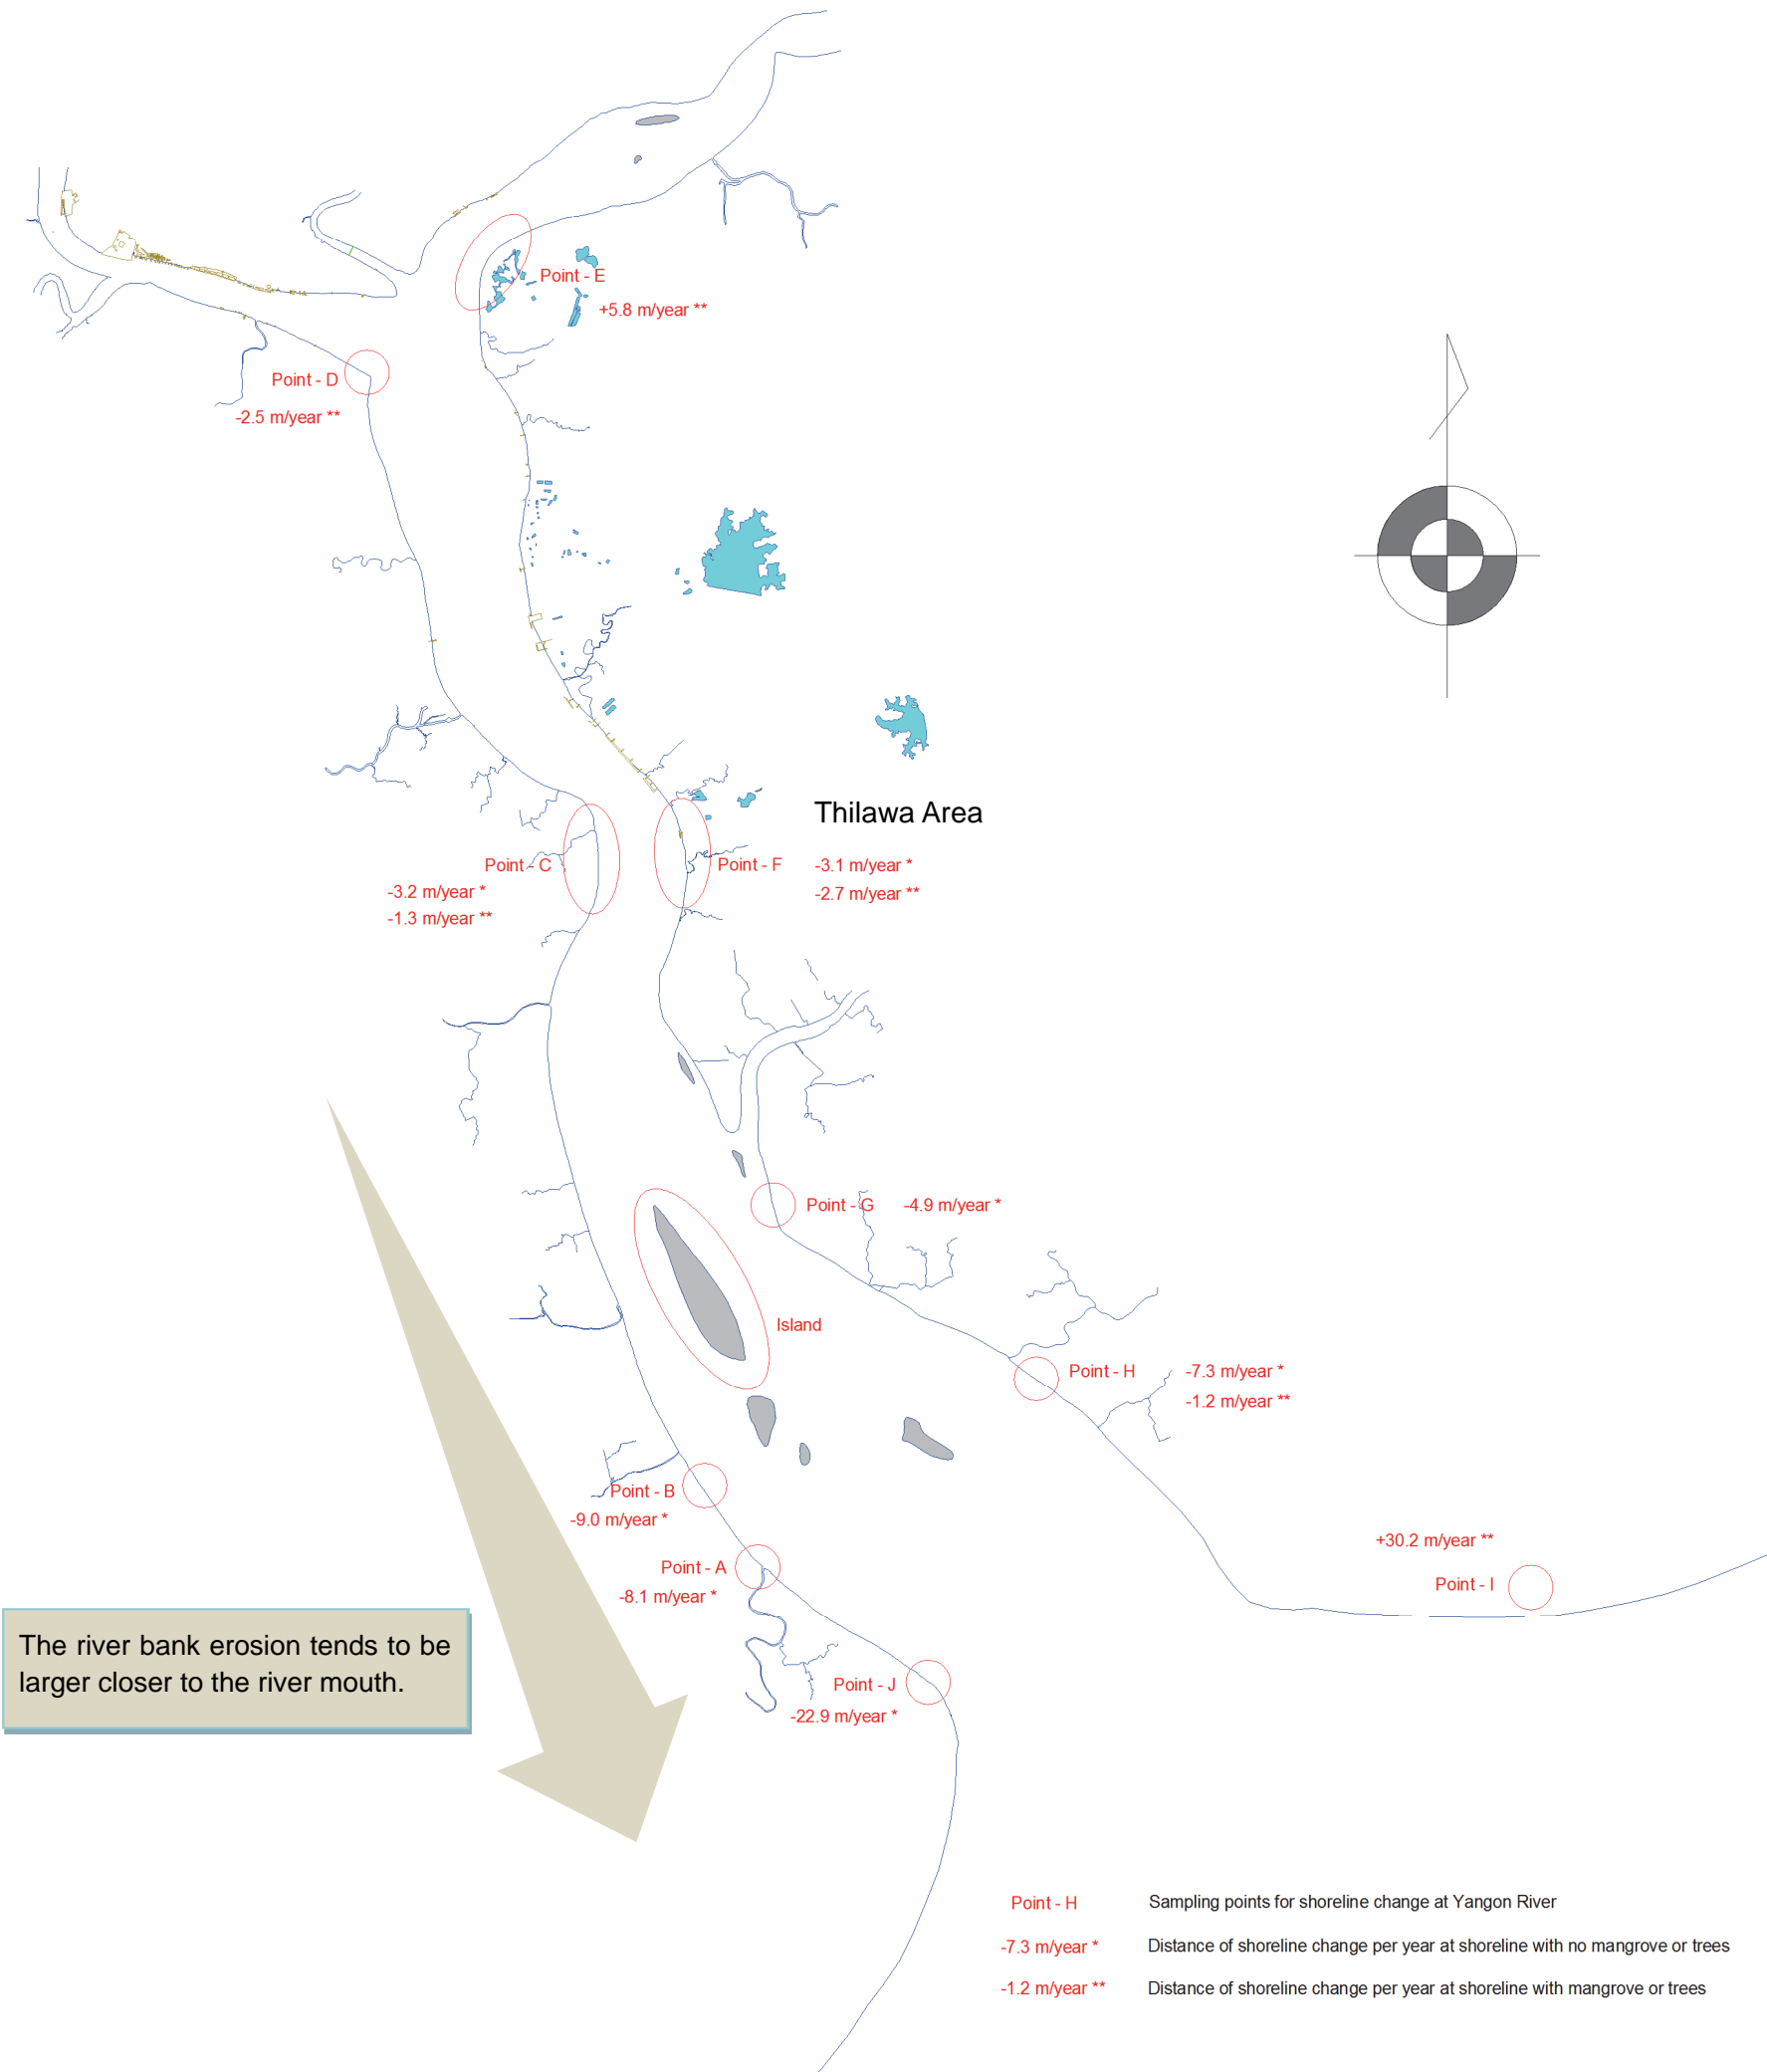 Point - E
+5.8 m/year **
Point - D
-2.5 m/year **
Thilawa Area
Point - C
-3.2 m/year *
-1.3 m/year **
Point - F
-3.1 m/year *
-2.7 m/year **
Point - G
-4.9 m/year *
Island
Point - H
-7.3 m/year *
-1.2 m/year **
Point - B
-9.0 m/year *
+30.2 m/year **
Point - I
Point - A
-8.1 m/year *
The river bank erosion tends to be
larger closer to the river mouth.
Point - J
-22.9 m/year *
Point - H Sampling points for shoreline change at Yangon River
-7.3 m/year * Distance of shoreline change per year at shoreline with no mangrove or trees
-1.2 m/year ** Distance of shoreline change per year at shoreline with mangrove or trees